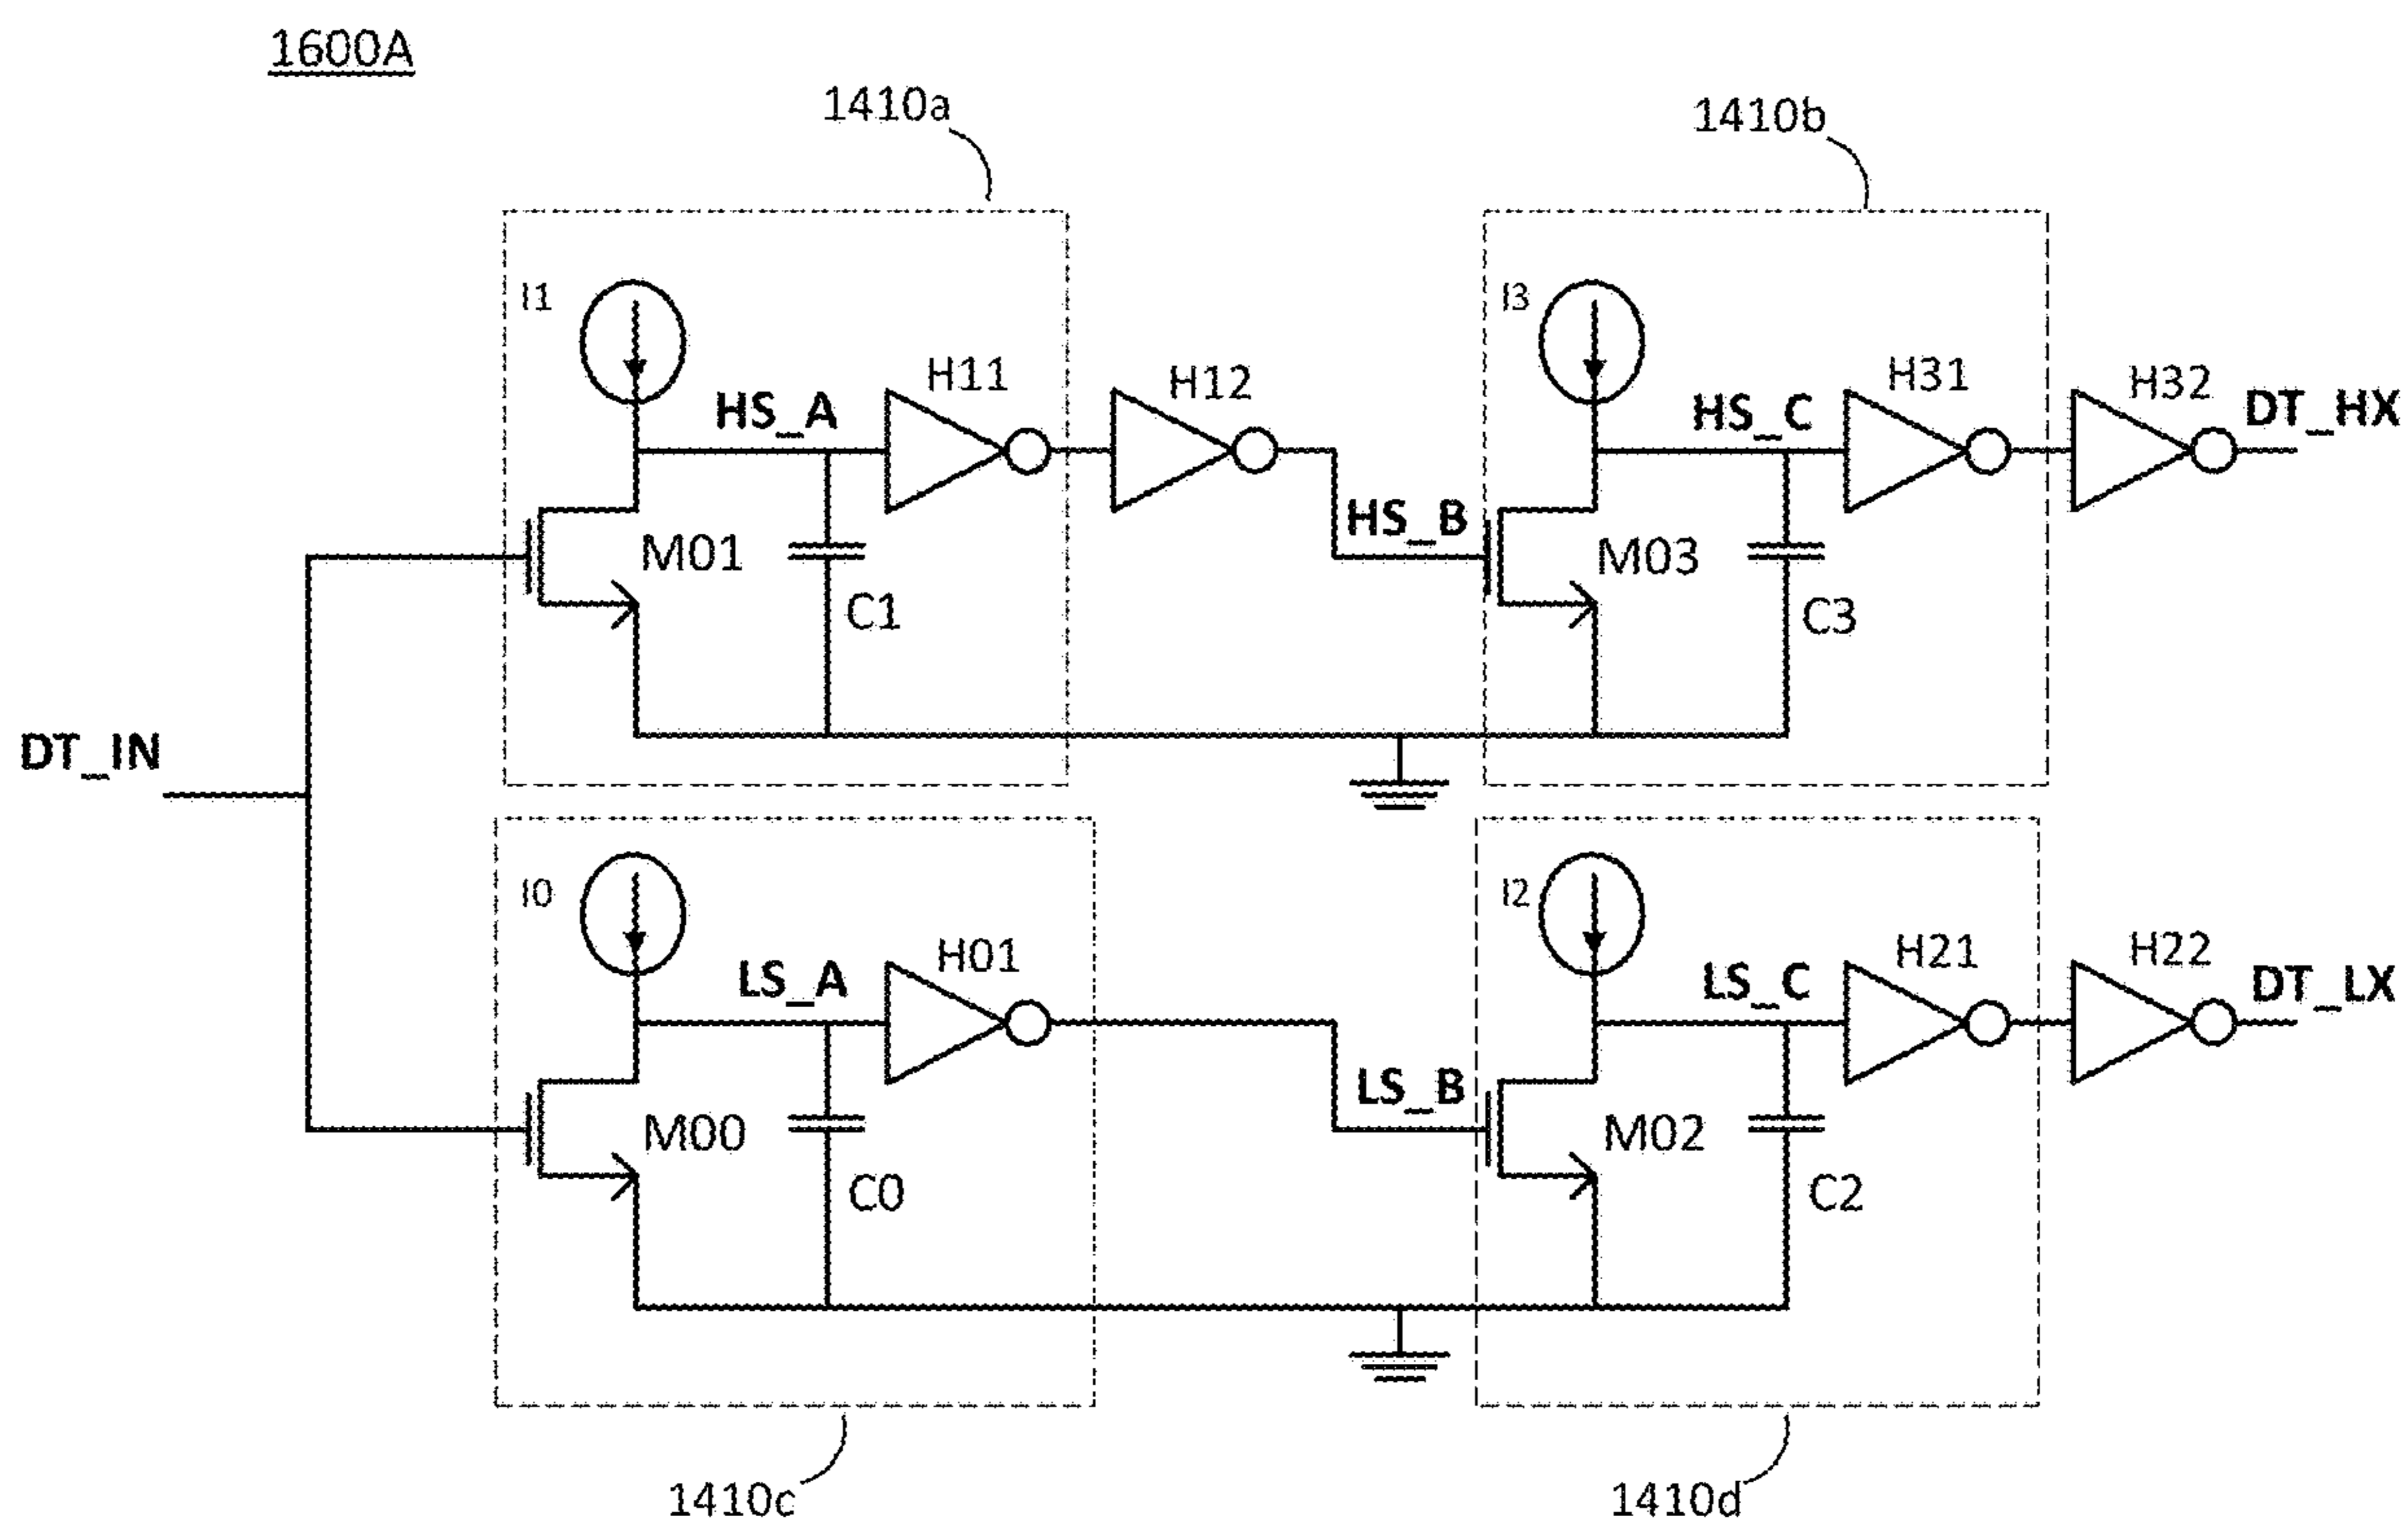 1600A
1410a
1410b
I1
I3
H11
H12
H31
H32
HS_A
HS_C
DT_HX
HS_B
M01
M03
C1
C3
DT_IN
I0
I2
H01
H21
H22
LS_A
LS_C
DT_LX
LS_B
M00
M02
C0
C2
1410c
1410d